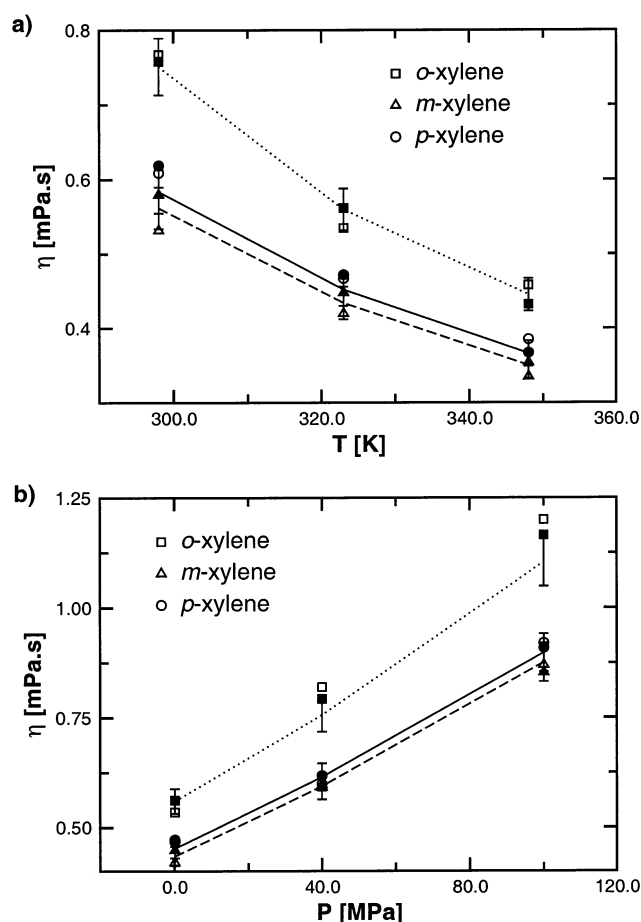 a)
0.8
0.6
0.4
η [mPa.s]
o-xylene
m-xylene
p-xylene
300.0 320.0 340.0 360.0
T [K]
b)
1.25
1.00
0.75
0.50
η [mPa.s]
o-xylene
m-xylene
p-xylene
0.0 40.0 80.0 120.0
P [MPa]